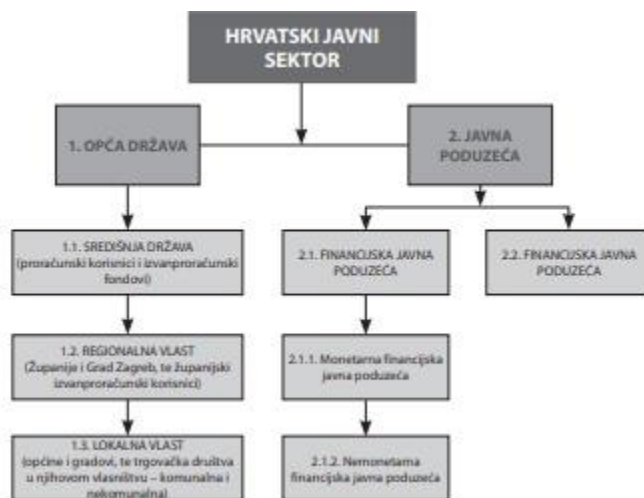 HRVATSKI JAVNI
SEKTOR
1. OPĆA DRŽAVA
2. JAVNA
PODUZEĆA
1.1. SREDIŠNJA DRŽAVA
(proračunski korisnici i izvanproračunski
fondovi)
2.1. FINANCIJSKA JAVNA
PODUZEĆA
2.2. FINANCIJSKA JAVNA
PODUZEĆA
1.2. REGIONALNA VLAST
(Županije i Grad Zagreb, te županijski
izvanproračunski korisnici)
2.1.1. Monetarna financijska
javna poduzeća
1.3. LOKALNA VLAST
(općine i gradovi, te trgovačka društva
u njihovom vlasništvu – komunalna i
nekomunalna)
2.1.2. Nemonetarna
financijska javna poduzeća